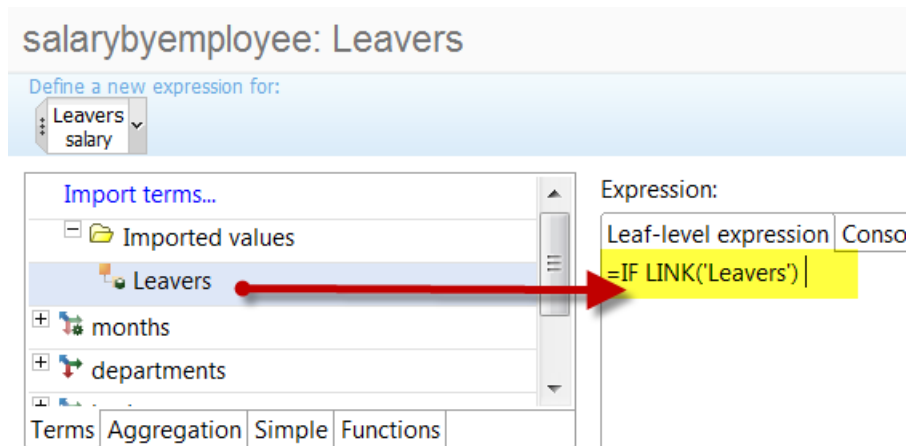 salarybyemployee: Leavers
Define a new expression for:
Leavers
salary
Import terms...
Imported values
Leavers
months
departments
Terms Aggregation Simple Functions
Expression:
Leaf-level expression Conso
=IF LINK('Leavers')